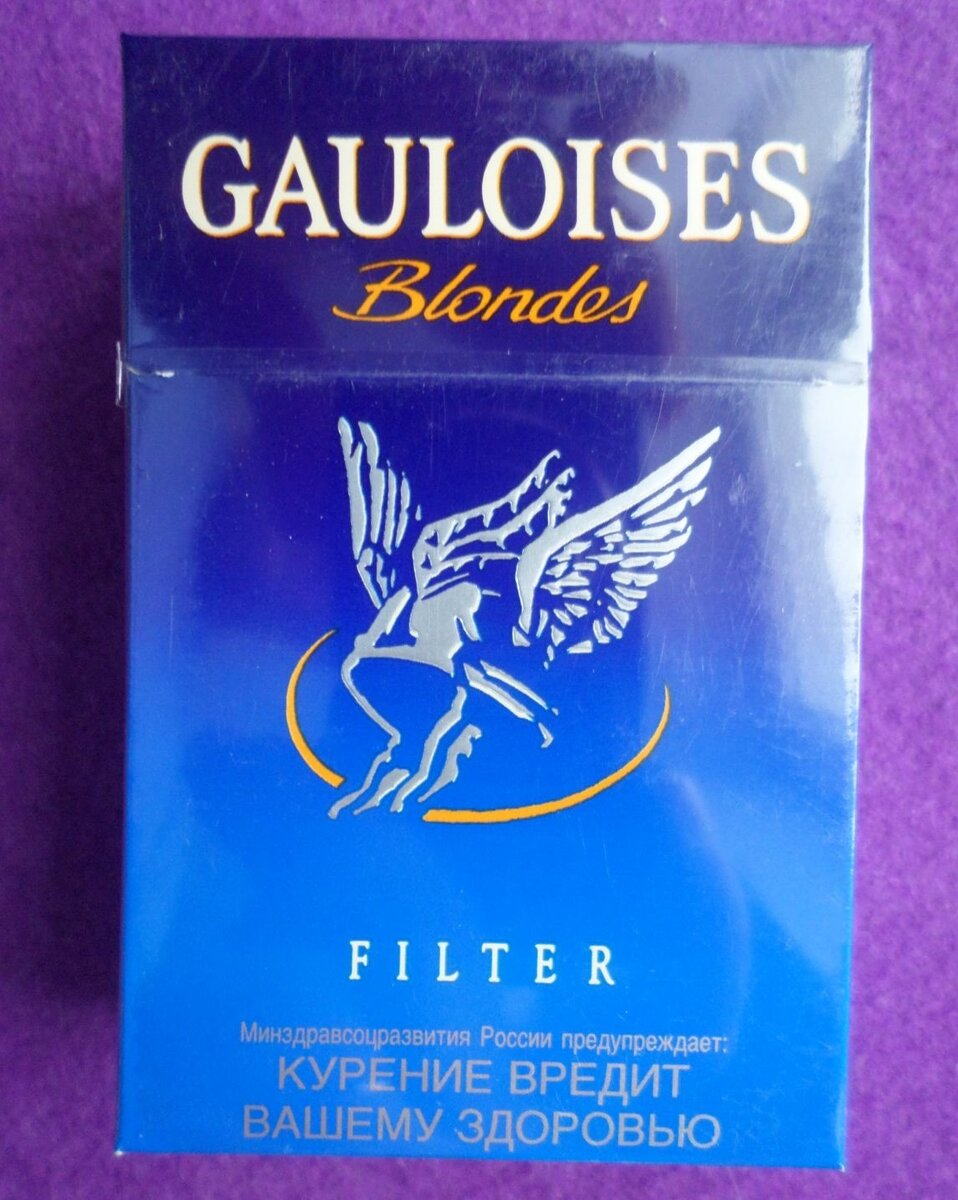 GAULOISES
Blondes
FILTER
Минздравсоцразвития России предупреждает:
КУРЕНИЕ ВРЕДИТ
ВАШЕМУ ЗДОРОВЬЮ